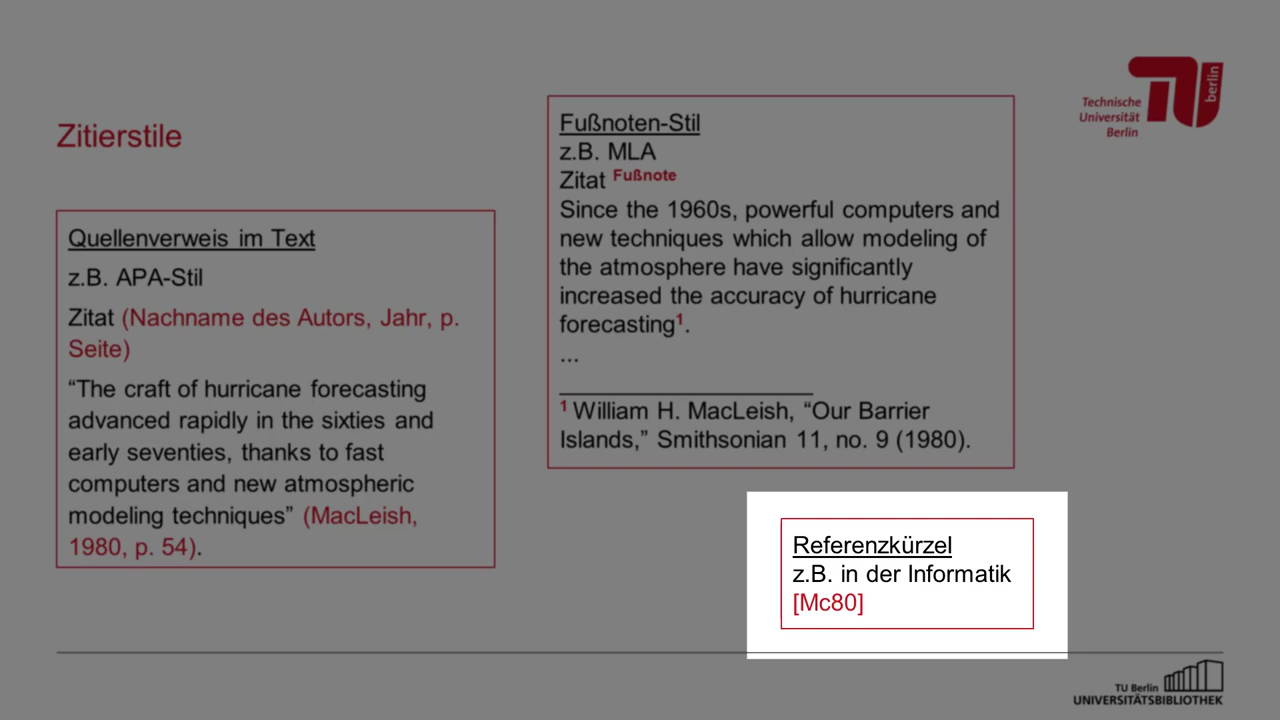 Zitierstile
Quellenverweis im Text
z.B. APA-Stil
Zitat (Nachname des Autors, Jahr, p.
Seite)
“The craft of hurricane forecasting
advanced rapidly in the sixties and
early seventies, thanks to fast
computers and new atmospheric
modeling techniques” (MacLeish,
1980, p. 54).
Fußnoten-Stil
z.B. MLA
Zitat Fußnote
Since the 1960s, powerful computers and
new techniques which allow modeling of
the atmosphere have significantly
increased the accuracy of hurricane
forecasting¹.
...
¹ William H. MacLeish, “Our Barrier
Islands,” Smithsonian 11, no. 9 (1980).
Referenzkürzel
z.B. in der Informatik
[Mc80]
Technische
Universität
Berlin
TU berlin
TU Berlin
UNIVERSITÄTSBIBLIOTHEK